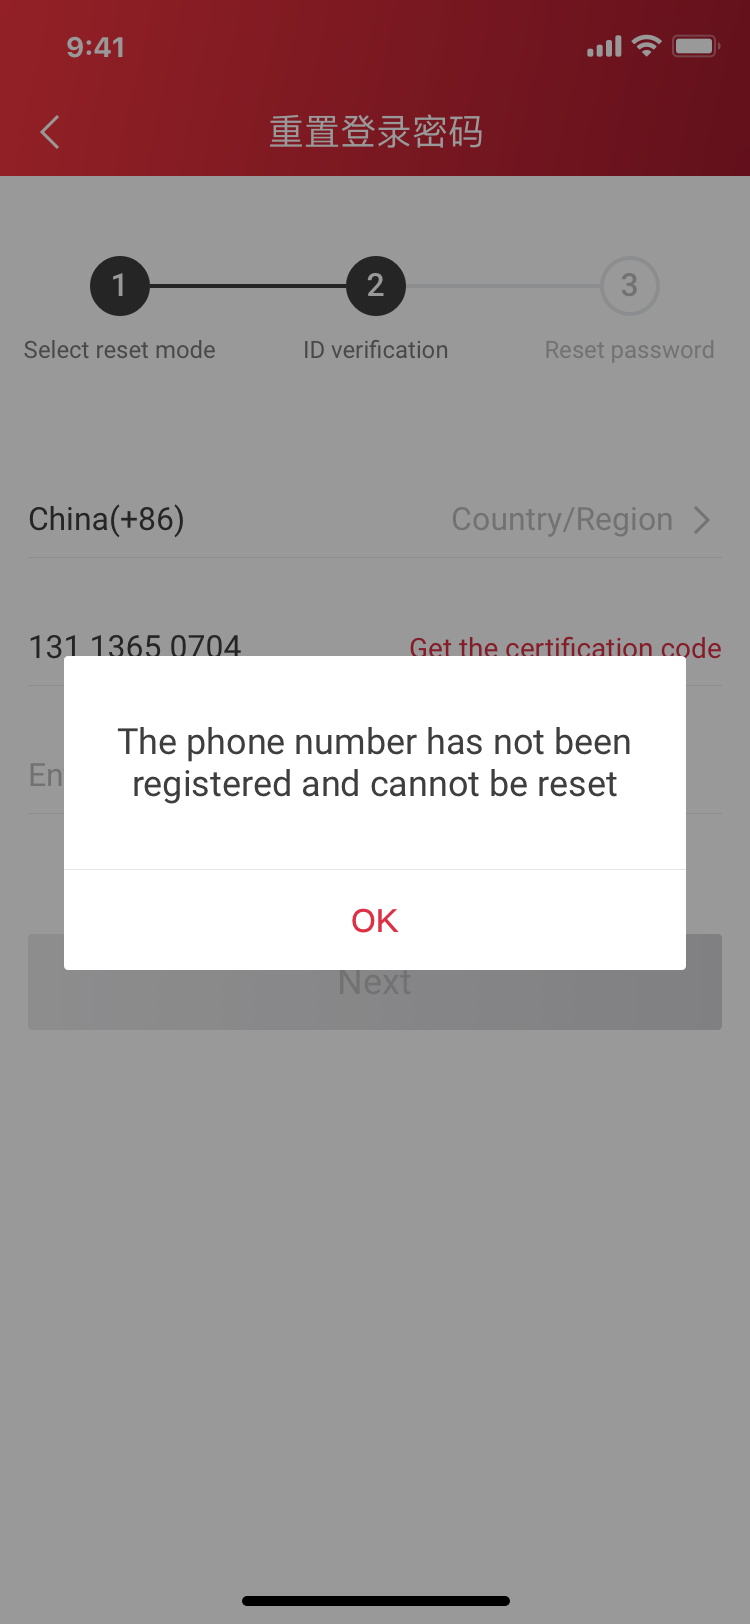 9:41
重置登录密码
1
2
3
Select reset mode
ID verification
Reset password
China(+86)
Country/Region
131 1365 0704
Get the certification code
The phone number has not been
registered and cannot be reset
OK
Next